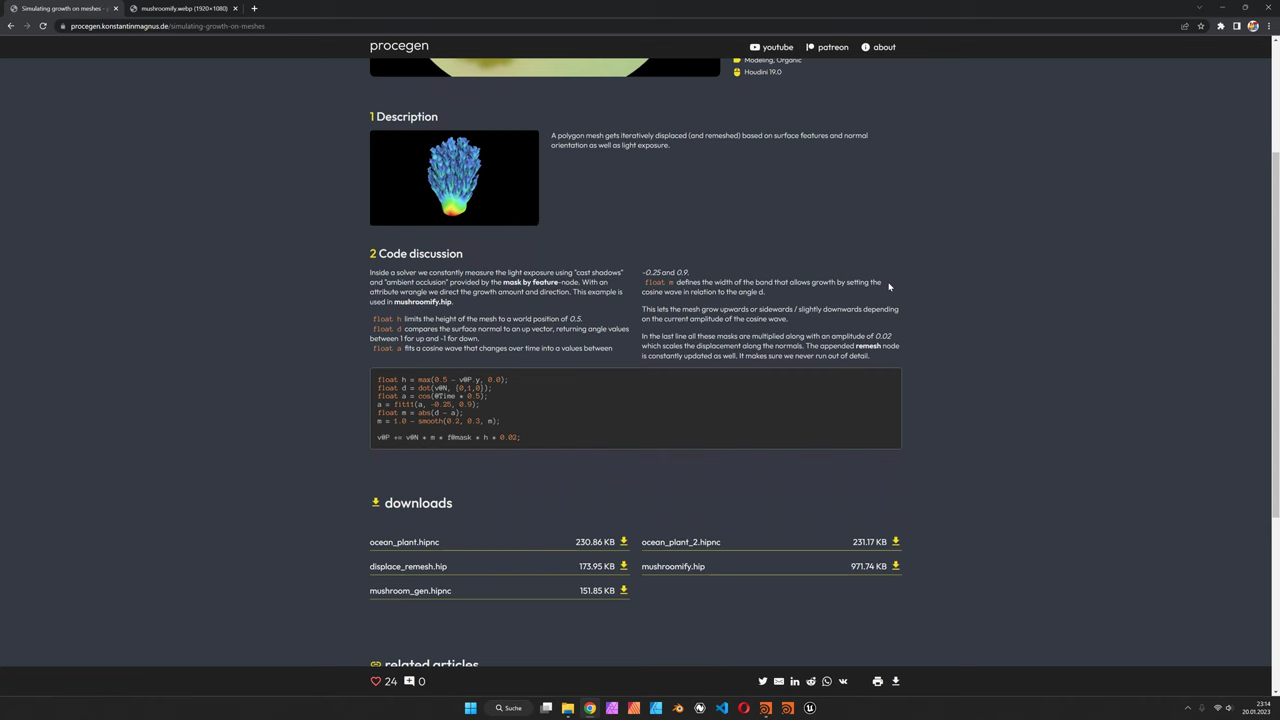 Simulating growth on meshes
mushroomify.webp (1920×1080)
procegen.konstantinmagnus.de/simulating-growth-on-meshes
procegen
youtube
patreon
about
Modeling, Organic
Houdini 19.0
1 Description
A polygon mesh gets iteratively displaced (and remeshed) based on surface features and normal
orientation as well as light exposure.
2 Code discussion
Inside a solver we constantly measure the light exposure using "cast shadows"
and "ambient occlusion" provided by the mask by feature-node. With an
attribute wrangle we direct the growth amount and direction. This example is
used in mushroomify.hip.
float h limits the height of the mesh to a world position of 0.5.
float d compares the surface normal to an up vector, returning angle values
between 1 for up and -1 for down.
float a fits a cosine wave that changes over time into a values between
-0.25 and 0.9.
float m defines the width of the band that allows growth by setting the
cosine wave in relation to the angle d.
This lets the mesh grow upwards or sidewards / slightly downwards depending
on the current amplitude of the cosine wave.
In the last line all these masks are multiplied along with an amplitude of 0.02
which scales the displacement along the normals. The appended remesh node
is constantly updated as well. It makes sure we never run out of detail.
float h = max(0.5 - v@P.y, 0.0);
float d = dot(v@N, {0,1,0});
float a = cos(@Time * 0.5);
a = fit11(a, -0.25, 0.9);
float m = abs(d - a);
m = 1.0 - smooth(0.2, 0.3, m);
v@P += v@N * m * f@mask * h * 0.02;
downloads
ocean_plant.hipnc 230.86 KB
ocean_plant_2.hipnc 231.17 KB
displace_remesh.hip 173.95 KB
mushroomify.hip 971.74 KB
mushroom_gen.hipnc 151.85 KB
related articles
24
0
Suche
23:14
20.01.2023